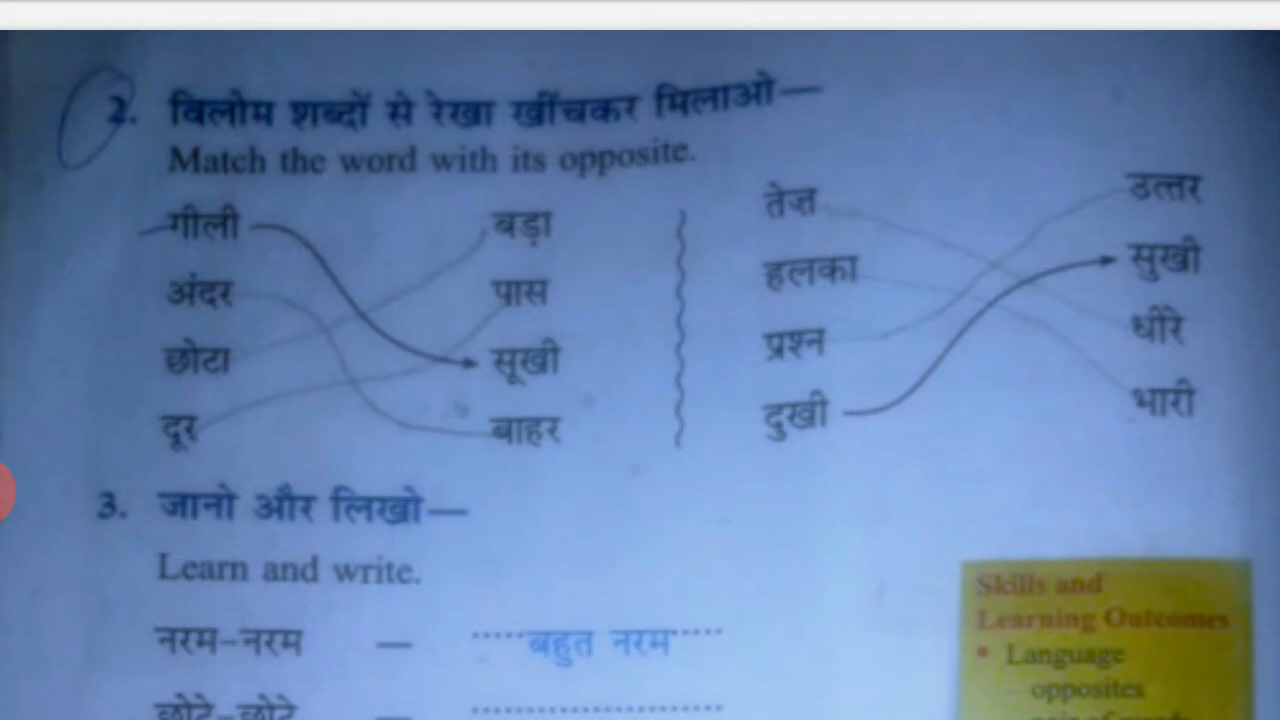 2. विलोम शब्दों से रेखा खींचकर मिलाओ—
Match the word with its opposite.
गीली बड़ा तेज़ उत्तर
अंदर पास हलका सुखी
छोटा सूखी प्रश्न धीरे
दूर बाहर दुखी भारी
3. जानो और लिखो—
Learn and write.
नरम-नरम — बहुत नरम
छोटे-छोटे —
Skills and
Learning Outcomes
• Language
opposites